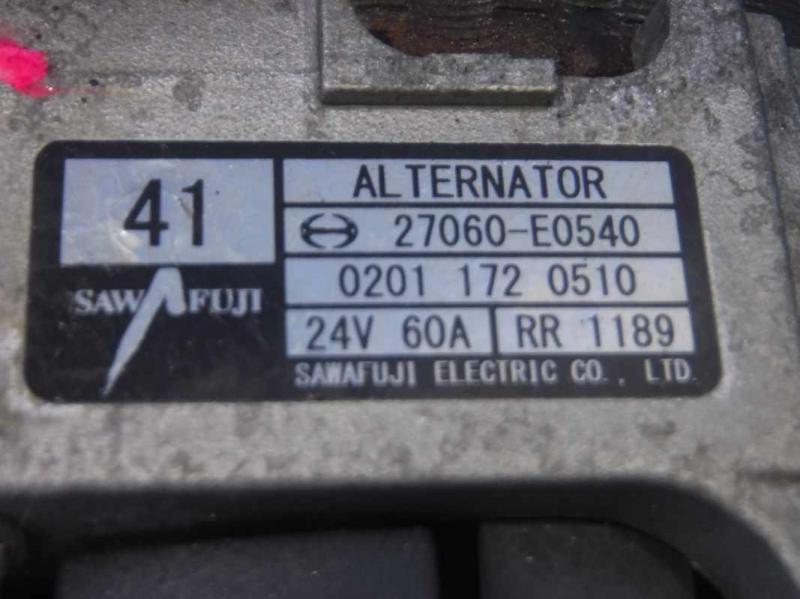 41
ALTERNATOR
27060-E0540
SAWAFUJI
0201 172 0510
24V 60A RR 1189
SAWAFUJI ELECTRIC CO., LTD.